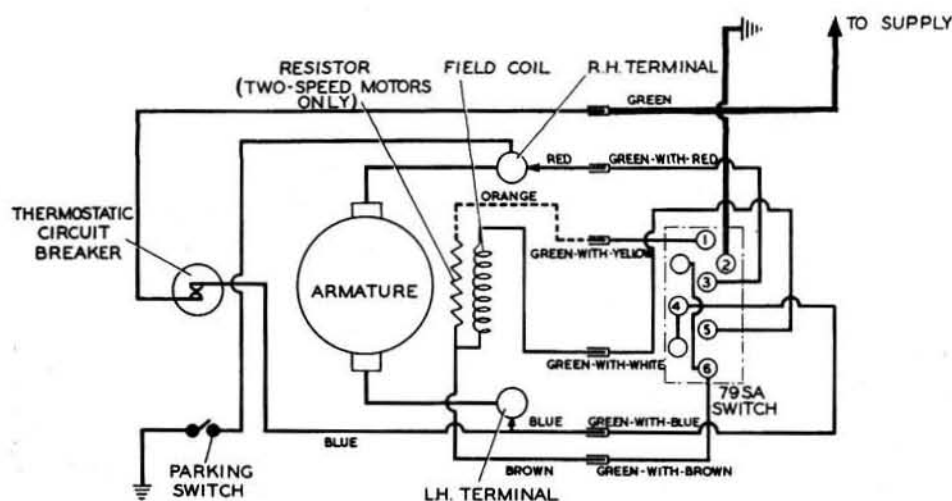 TO SUPPLY
RESISTOR
(TWO-SPEED MOTORS
ONLY)
FIELD COIL
R.H. TERMINAL
GREEN
RED
GREEN-WITH-RED
ORANGE
THERMOSTATIC
CIRCUIT
BREAKER
GREEN-WITH-YELLOW
1
2
3
ARMATURE
4
5
GREEN-WITH-WHITE
6
79SA
SWITCH
BLUE
BLUE
GREEN-WITH-BLUE
PARKING
SWITCH
BROWN
GREEN-WITH-BROWN
L.H. TERMINAL